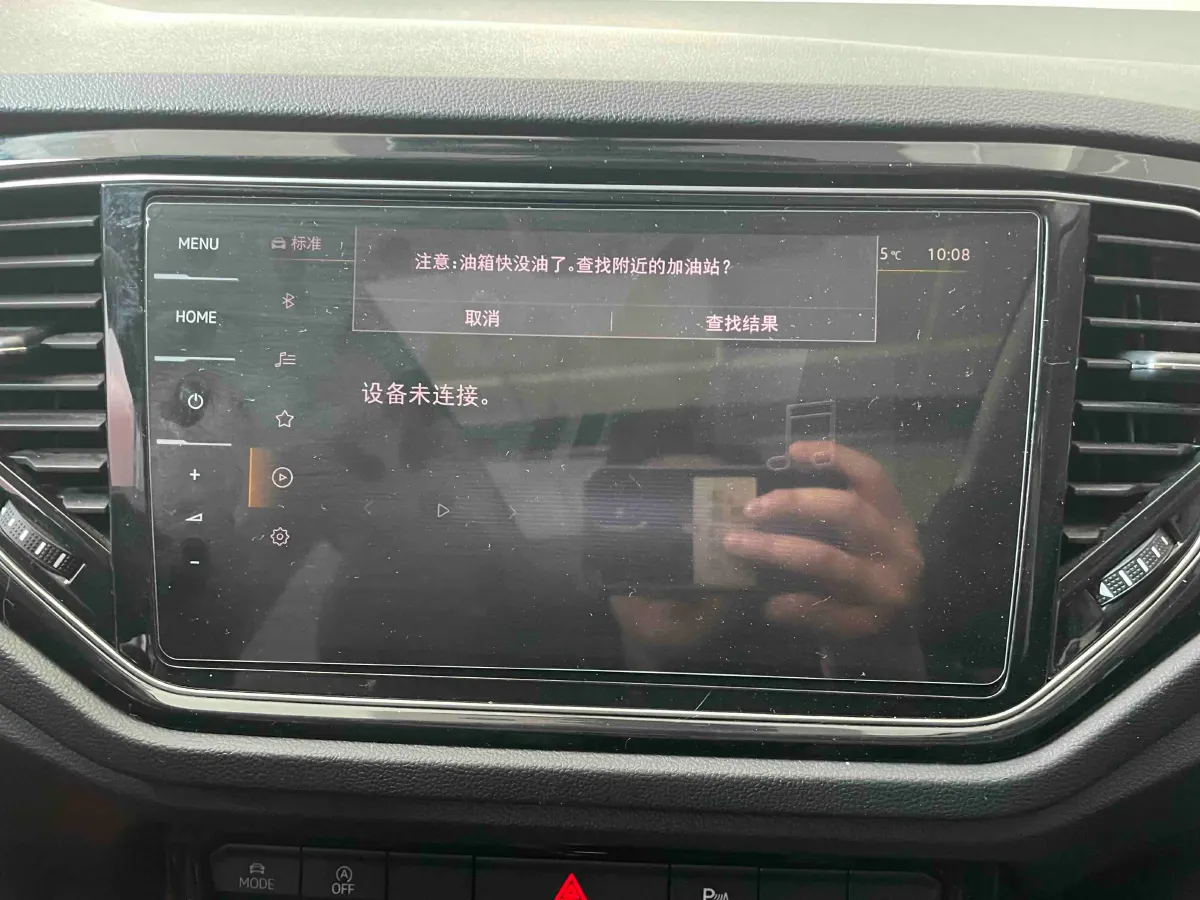 MENU
标准
注意:油箱快没油了。查找附近的加油站?
5℃ 10:08
取消 查找结果
HOME
设备未连接。
MODE
A
OFF
P